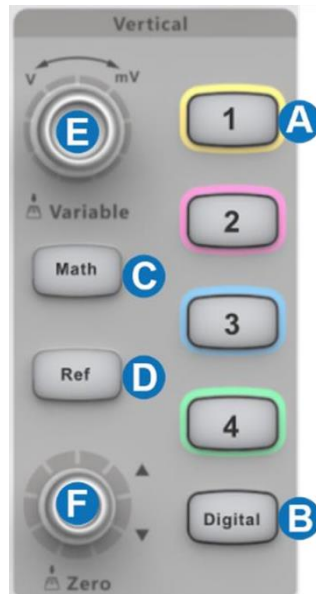 Vertical
V mV
E
1 A
Variable
2
Math C
3
Ref D
4
F
Digital B
Zero